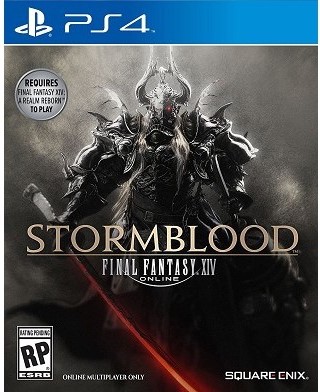 PS4
REQUIRES
FINAL FANTASY XIV:
A REALM REBORN
TO PLAY
STORMBLOOD
FINAL FANTASY XIV
ONLINE
RATING PENDING
RP
ESRB
ONLINE MULTIPLAYER ONLY
SQUARE ENIX